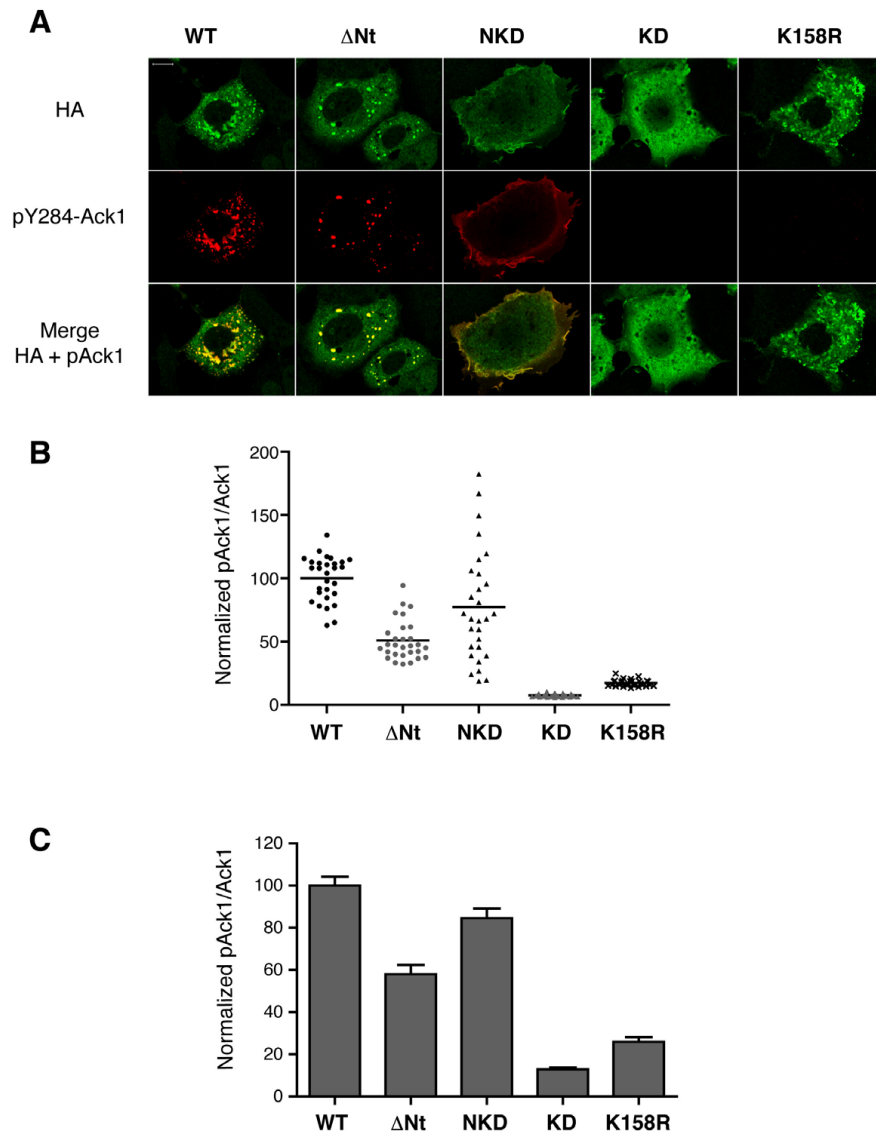 A
WT ΔNt NKD KD K158R
HA
pY284-Ack1
Merge
HA + pAck1
B
Normalized pAck1/Ack1
200
150
100
50
0
WT ΔNt NKD KD K158R
C
Normalized pAck1/Ack1
120
100
80
60
40
20
0
WT ΔNt NKD KD K158R